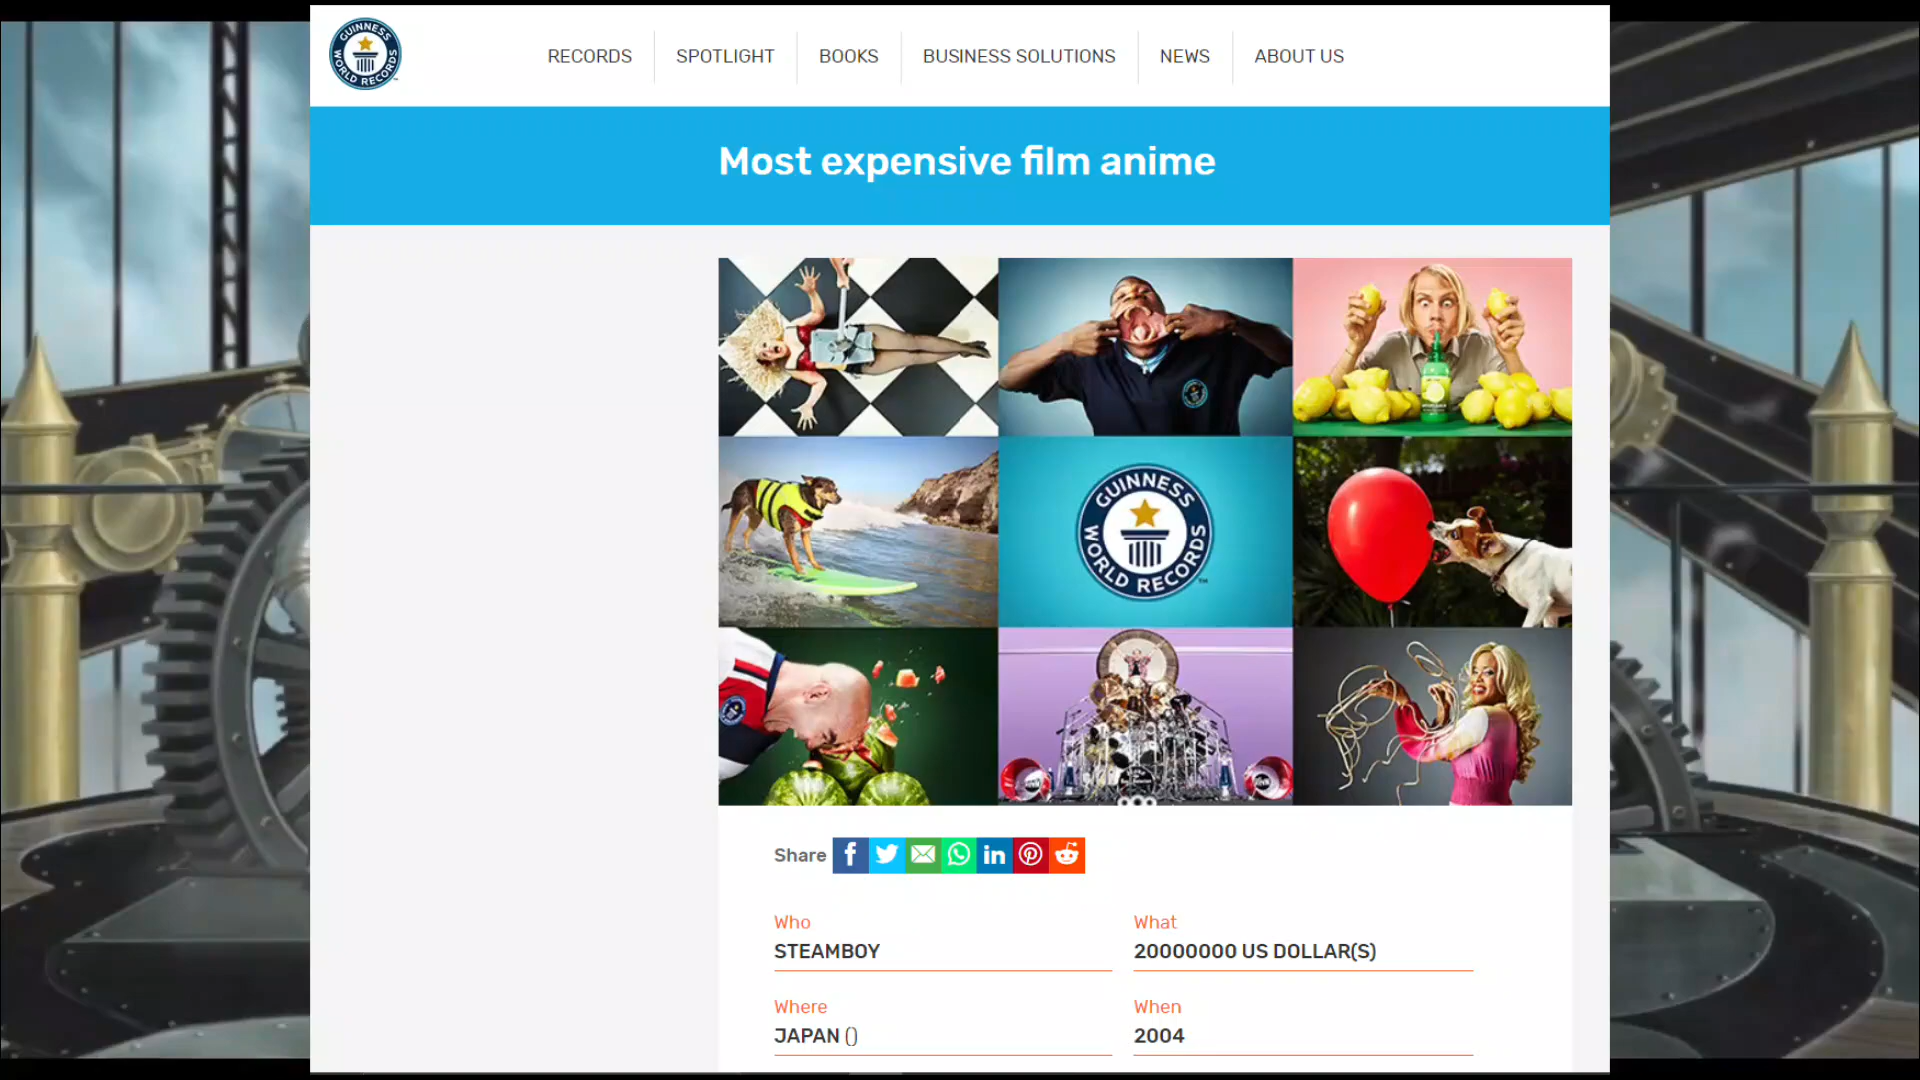 GUINNESS
WORLD RECORDS
RECORDS
SPOTLIGHT
BOOKS
BUSINESS SOLUTIONS
NEWS
ABOUT US
Most expensive film anime
GUINNESS
WORLD RECORDS
TM
Share
Who
STEAMBOY
What
20000000 US DOLLAR(S)
Where
JAPAN ()
When
2004